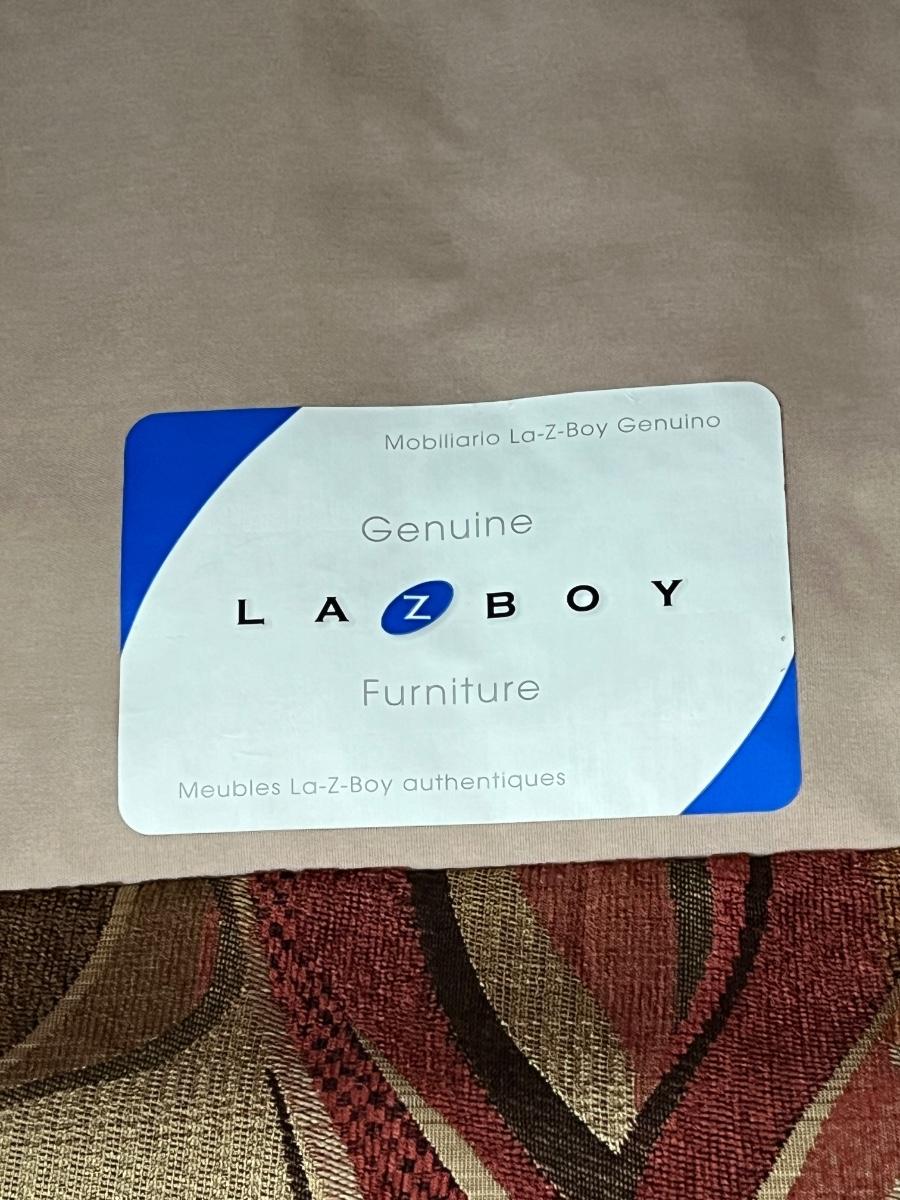 Mobiliario La-Z-Boy Genuino
Genuine
LAZBOY
Furniture
Meubles La-Z-Boy authentiques